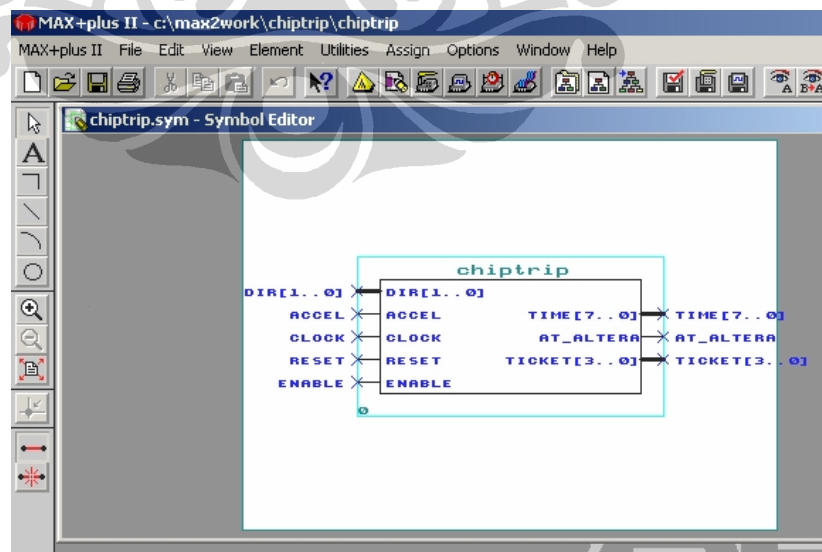 MAX+plus II - c:\max2work\chiptrip\chiptrip
MAX+plus II File Edit View Element Utilities Assign Options Window Help
chiptrip.sym - Symbol Editor
A
chiptrip
DIR[1..0] DIR[1..0]
ACCEL ACCEL TIME[7..0] TIME[7..0]
CLOCK CLOCK AT_ALTERA AT_ALTERA
RESET RESET TICKET[3..0] TICKET[3..0]
ENABLE ENABLE
0